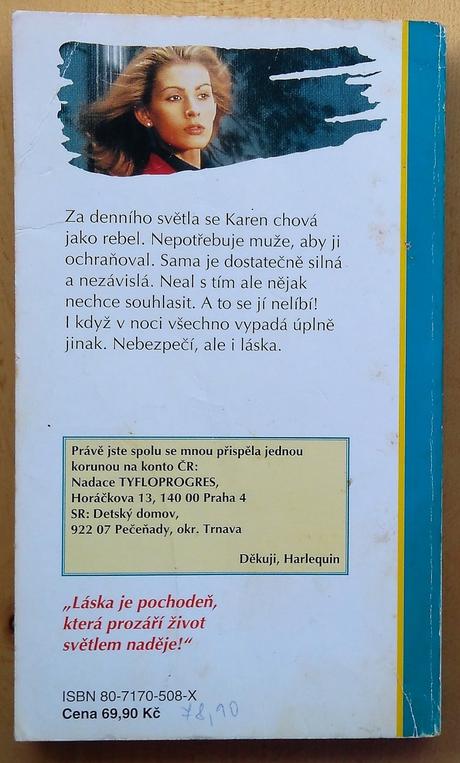 Za denního světla se Karen chová
jako rebel. Nepotřebuje muže, aby ji
ochraňoval. Sama je dostatečně silná
a nezávislá. Neal s tím ale nějak
nechce souhlasit. A to se jí nelíbí!
I když v noci všechno vypadá úplně
jinak. Nebezpečí, ale i láska.
Právě jste spolu se mnou přispěla jednou
korunou na konto ČR:
Nadace TYFLOPROGRES,
Horáčkova 13, 140 00 Praha 4
SR: Detský domov,
922 07 Pečeňady, okr. Trnava
Děkuji, Harlequin
„Láska je pochodeň,
která prozáří život
světlem naděje!“
ISBN 80-7170-508-X
Cena 69,90 Kč 78,90